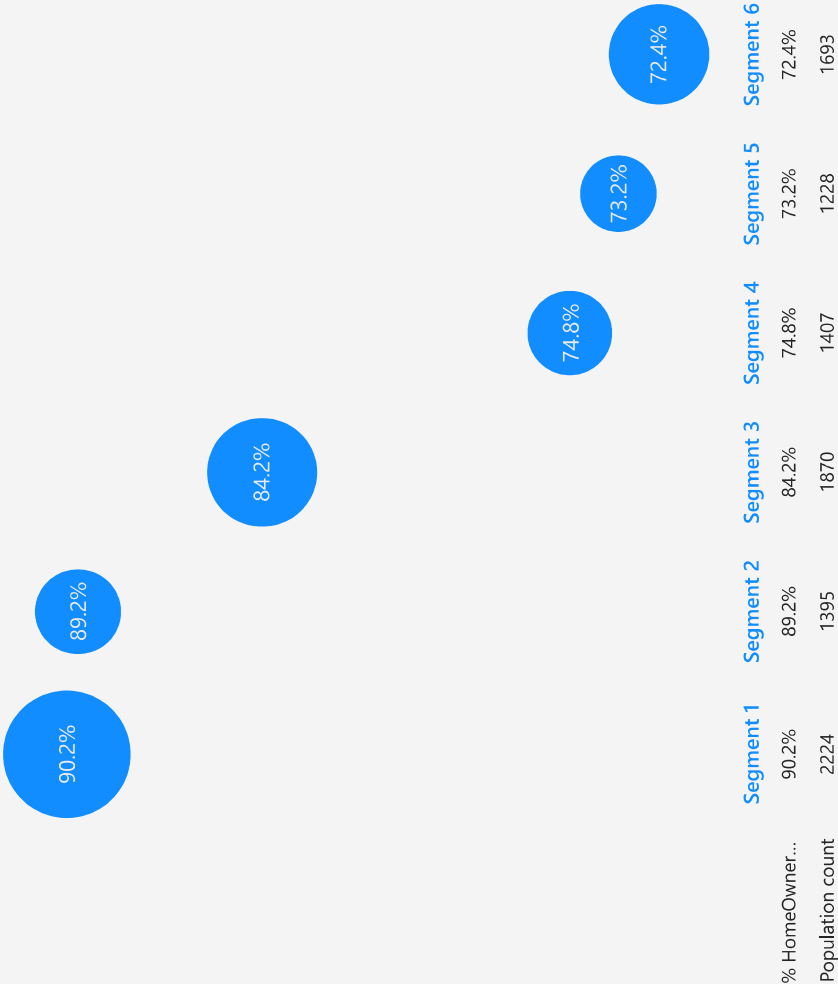 90.2%
89.2%
84.2%
74.8%
73.2%
72.4%
Segment 1 Segment 2 Segment 3 Segment 4 Segment 5 Segment 6
% HomeOwner... 90.2% 89.2% 84.2% 74.8% 73.2% 72.4%
Population count 2224 1395 1870 1407 1228 1693